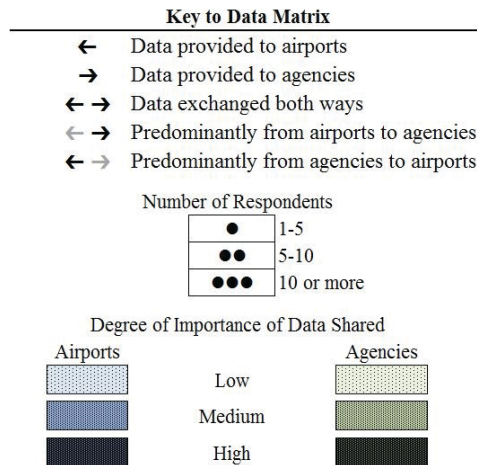 Key to Data Matrix
← Data provided to airports
→ Data provided to agencies
← → Data exchanged both ways
← → Predominantly from airports to agencies
← → Predominantly from agencies to airports
Number of Respondents
● 1-5
●● 5-10
●●● 10 or more
Degree of Importance of Data Shared
Airports Agencies
Low
Medium
High